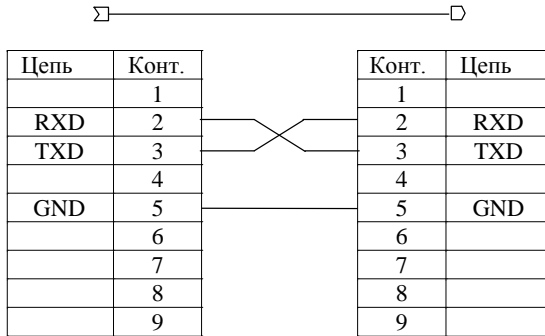 Цепь Конт. Конт. Цепь
1 1
RXD 2 2 RXD
TXD 3 3 TXD
4 4
GND 5 5 GND
6 6
7 7
8 8
9 9